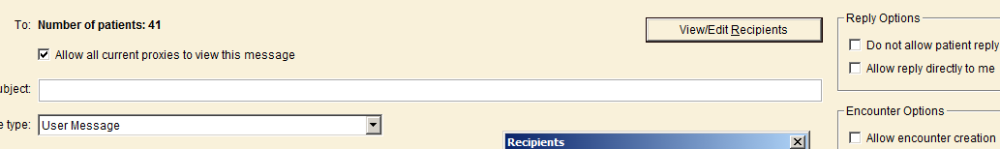 To: Number of patients: 41
View/Edit Recipients
Reply Options
Do not allow patient reply
Allow all current proxies to view this message
Allow reply directly to me
ubject:
Encounter Options
e type: User Message
Allow encounter creation
Recipients